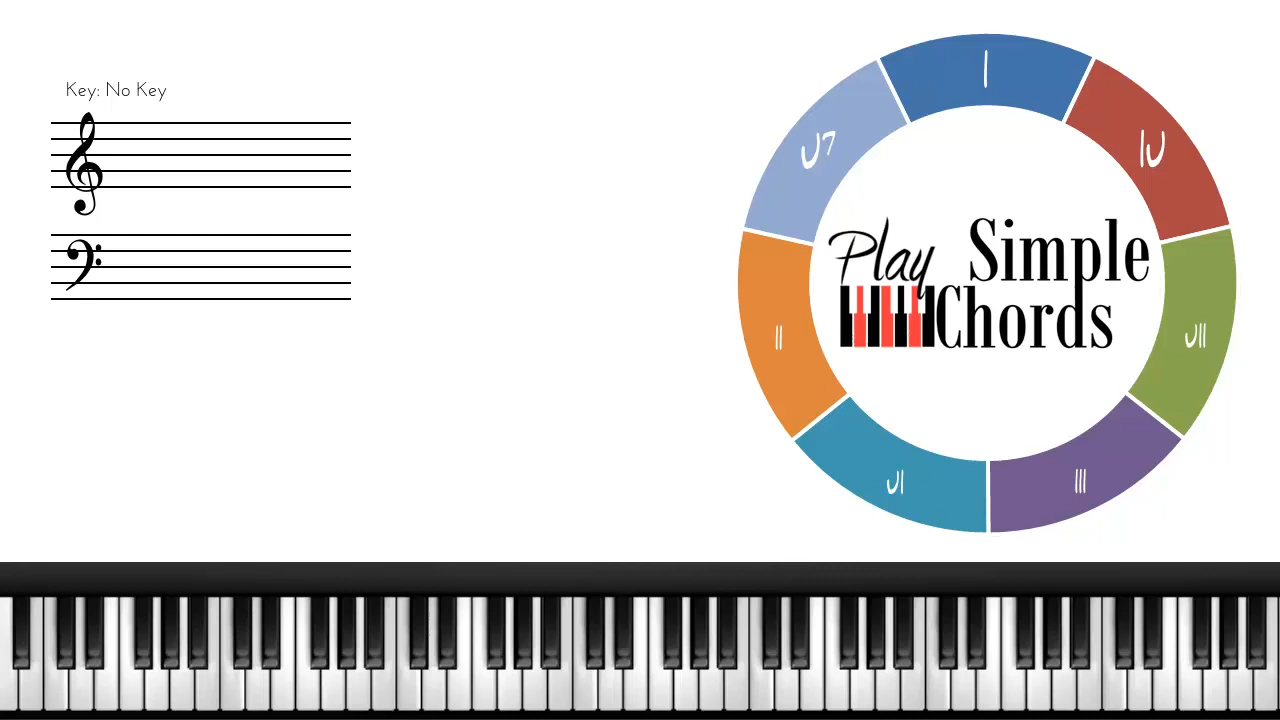 Key: No Key
I
IV
V7
Play Simple
Chords
II
VII
VI
III